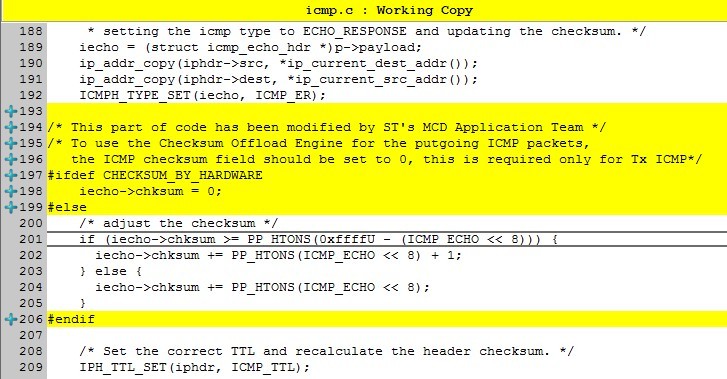 icmp.c : Working Copy
188 * setting the icmp type to ECHO_RESPONSE and updating the checksum. */
189 iecho = (struct icmp_echo_hdr *)p->payload;
190 ip_addr_copy(iphdr->src, *ip_current_dest_addr());
191 ip_addr_copy(iphdr->dest, *ip_current_src_addr());
192 ICMPH_TYPE_SET(iecho, ICMP_ER);
193
194 /* This part of code has been modified by ST's MCD Application Team */
195 /* To use the Checksum Offload Engine for the putgoing ICMP packets,
196 the ICMP checksum field should be set to 0, this is required only for Tx ICMP*/
197 #ifdef CHECKSUM_BY_HARDWARE
198 iecho->chksum = 0;
199 #else
200 /* adjust the checksum */
201 if (iecho->chksum >= PP_HTONS(0xffffU - (ICMP_ECHO << 8))) {
202 iecho->chksum += PP_HTONS(ICMP_ECHO << 8) + 1;
203 } else {
204 iecho->chksum += PP_HTONS(ICMP_ECHO << 8);
205 }
206 #endif
207
208 /* Set the correct TTL and recalculate the header checksum. */
209 IPH_TTL_SET(iphdr, ICMP_TTL);